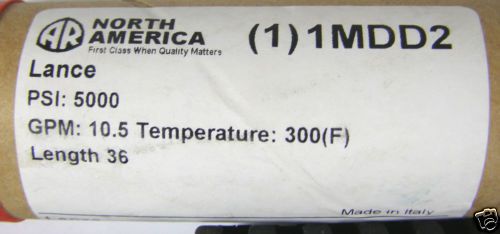 AR NORTH
AMERICA
First Class When Quality Matters
(1) 1MDD2
Lance
PSI: 5000
GPM: 10.5 Temperature: 300(F)
Length 36
Made in Italy